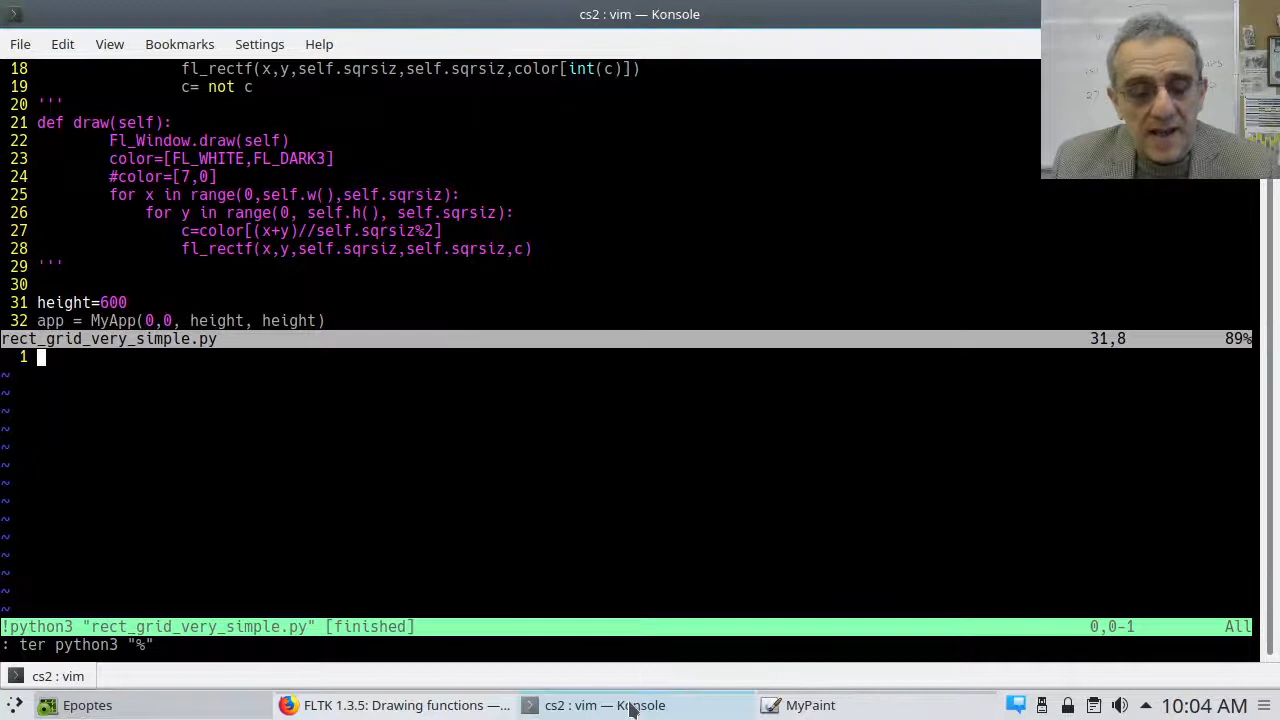 cs2 : vim — Konsole
File Edit View Bookmarks Settings Help
18 fl_rectf(x,y,self.sqrsiz,self.sqrsiz,color[int(c)])
19 c= not c
20 '''
21 def draw(self):
22 Fl_Window.draw(self)
23 color=[FL_WHITE,FL_DARK3]
24 #color=[7,0]
25 for x in range(0,self.w(),self.sqrsiz):
26 for y in range(0, self.h(), self.sqrsiz):
27 c=color[(x+y)//self.sqrsiz%2]
28 fl_rectf(x,y,self.sqrsiz,self.sqrsiz,c)
29 '''
30
31 height=600
32 app = MyApp(0,0, height, height)
rect_grid_very_simple.py 31,8 89%
1
~
~
~
~
~
~
~
~
~
~
~
~
~
~
!python3 "rect_grid_very_simple.py" [finished] 0,0-1 All
: ter python3 "%"
cs2 : vim
Epoptes FLTK 1.3.5: Drawing functions —... cs2 : vim — Konsole MyPaint 10:04 AM
27